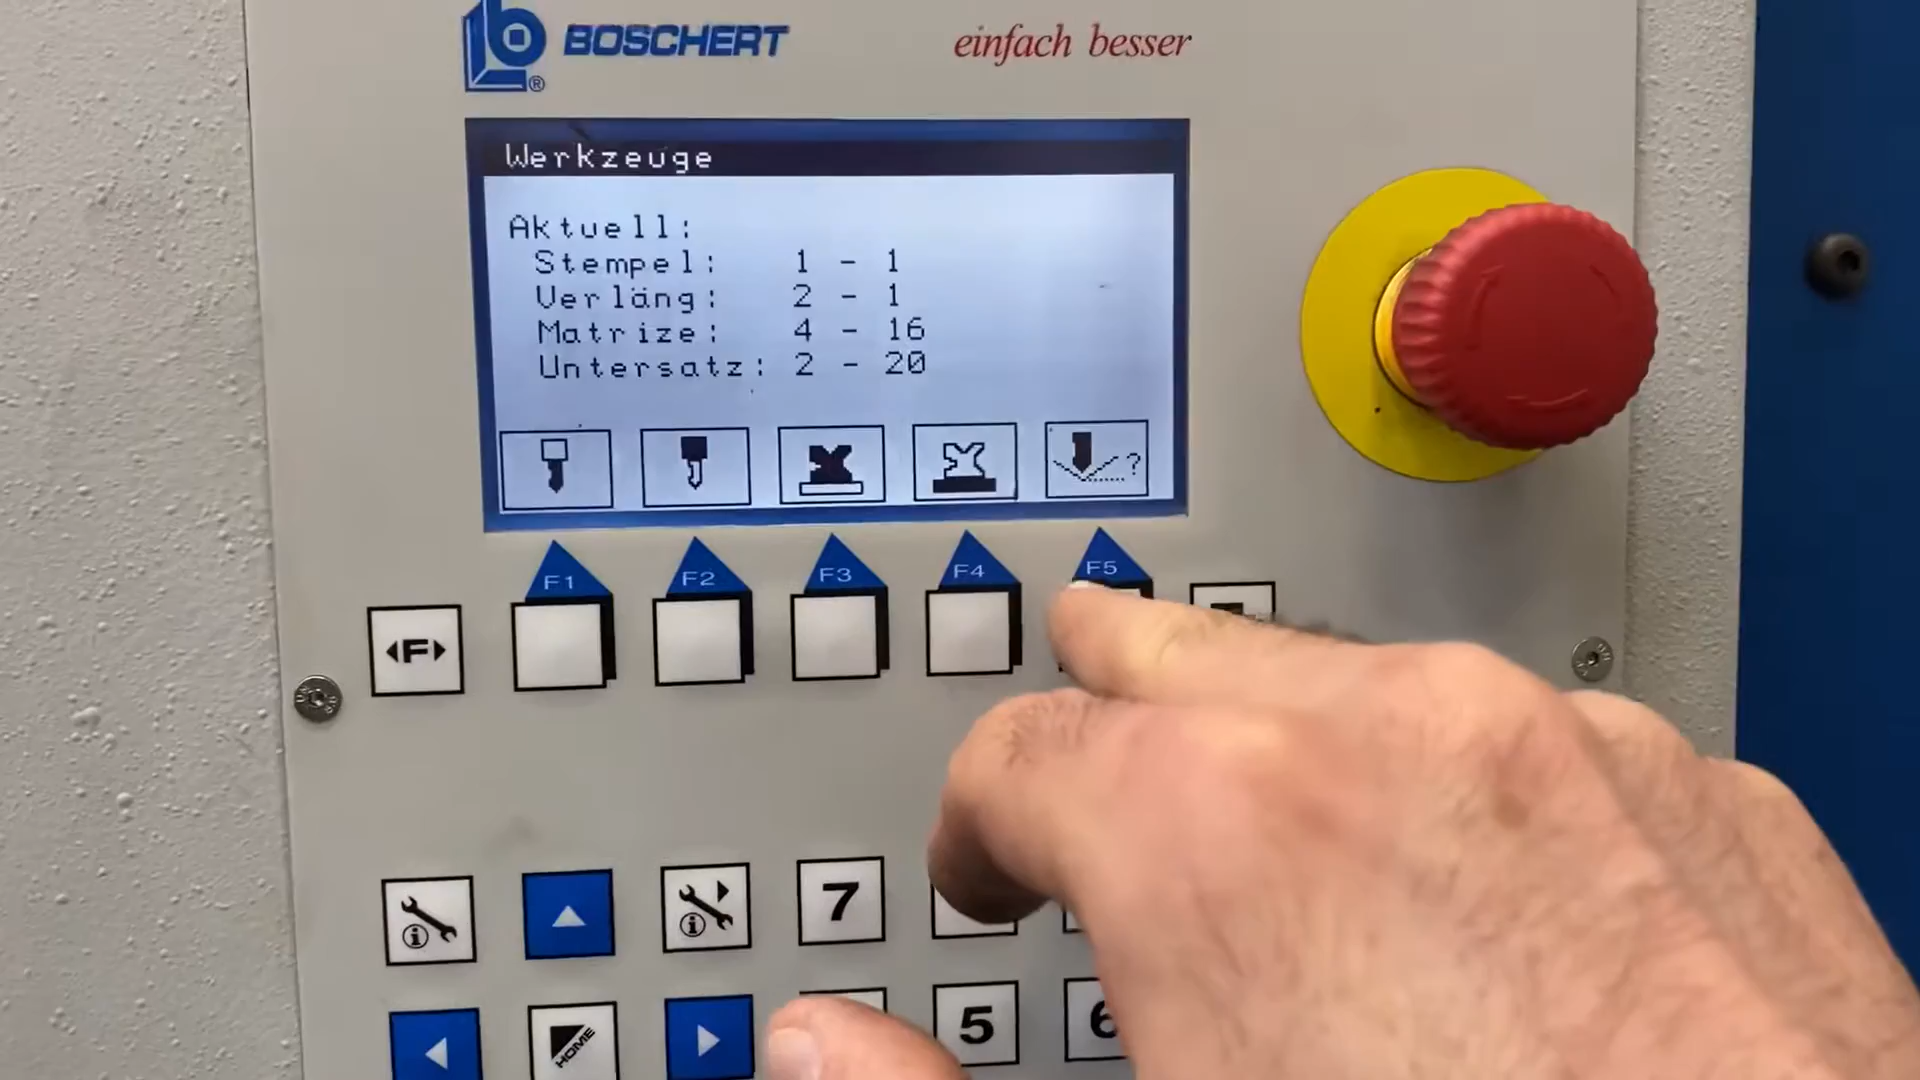 BOSCHERT
®
einfach besser
Werkzeuge
Aktuell:
Stempel: 1 - 1
Verläng: 2 - 1
Matrize: 4 - 16
Untersatz: 2 - 20
?
F1 F2 F3 F4 F5
F
7
HOME
5 6